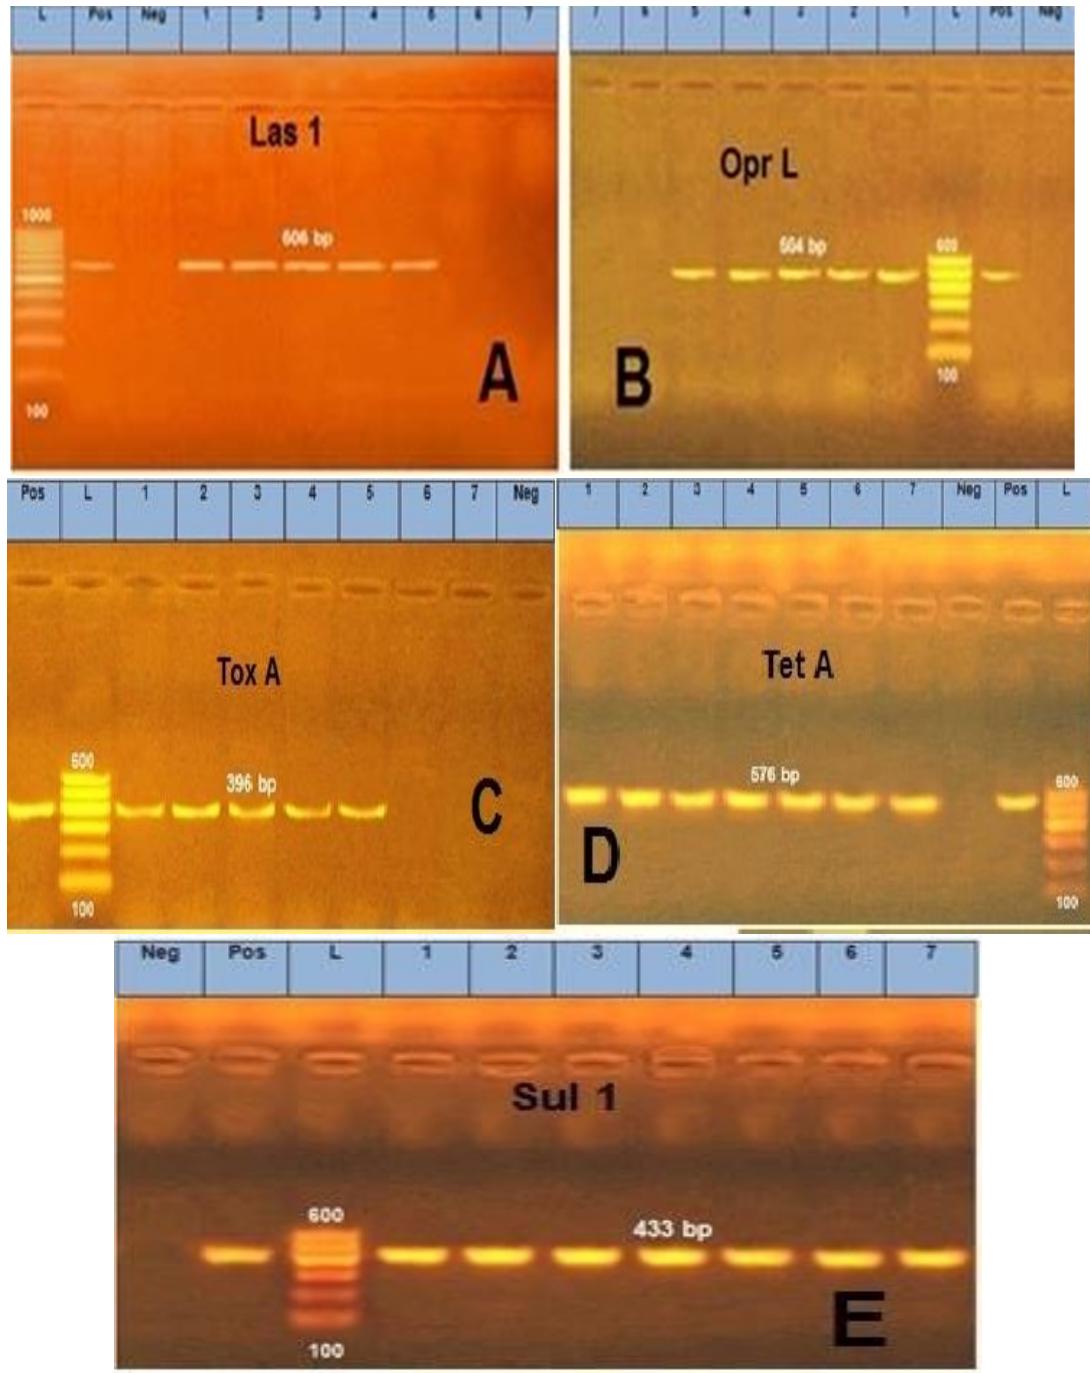 L Pos Neg 1 2 3 4 5 6 7
Las 1
1000
606 bp
100
A
7 6 5 4 3 2 1 L Pos Neg
Opr L
504 bp
600
100
B
Pos L 1 2 3 4 5 6 7 Neg
Tox A
600
396 bp
100
C
1 2 3 4 5 6 7 Neg Pos L
Tet A
576 bp
600
100
D
Neg Pos L 1 2 3 4 5 6 7
Sul 1
600
433 bp
100
E